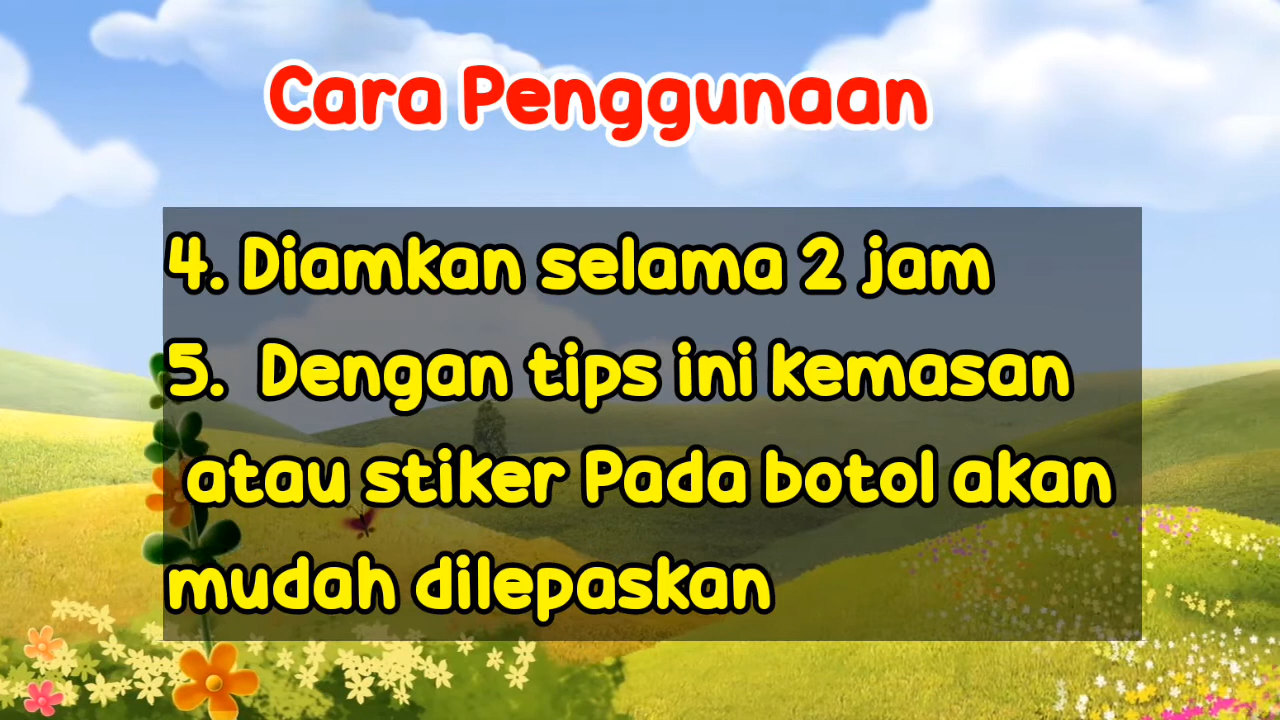 Cara Penggunaan
4. Diamkan selama 2 jam
5. Dengan tips ini kemasan
atau stiker Pada botol akan
mudah dilepaskan